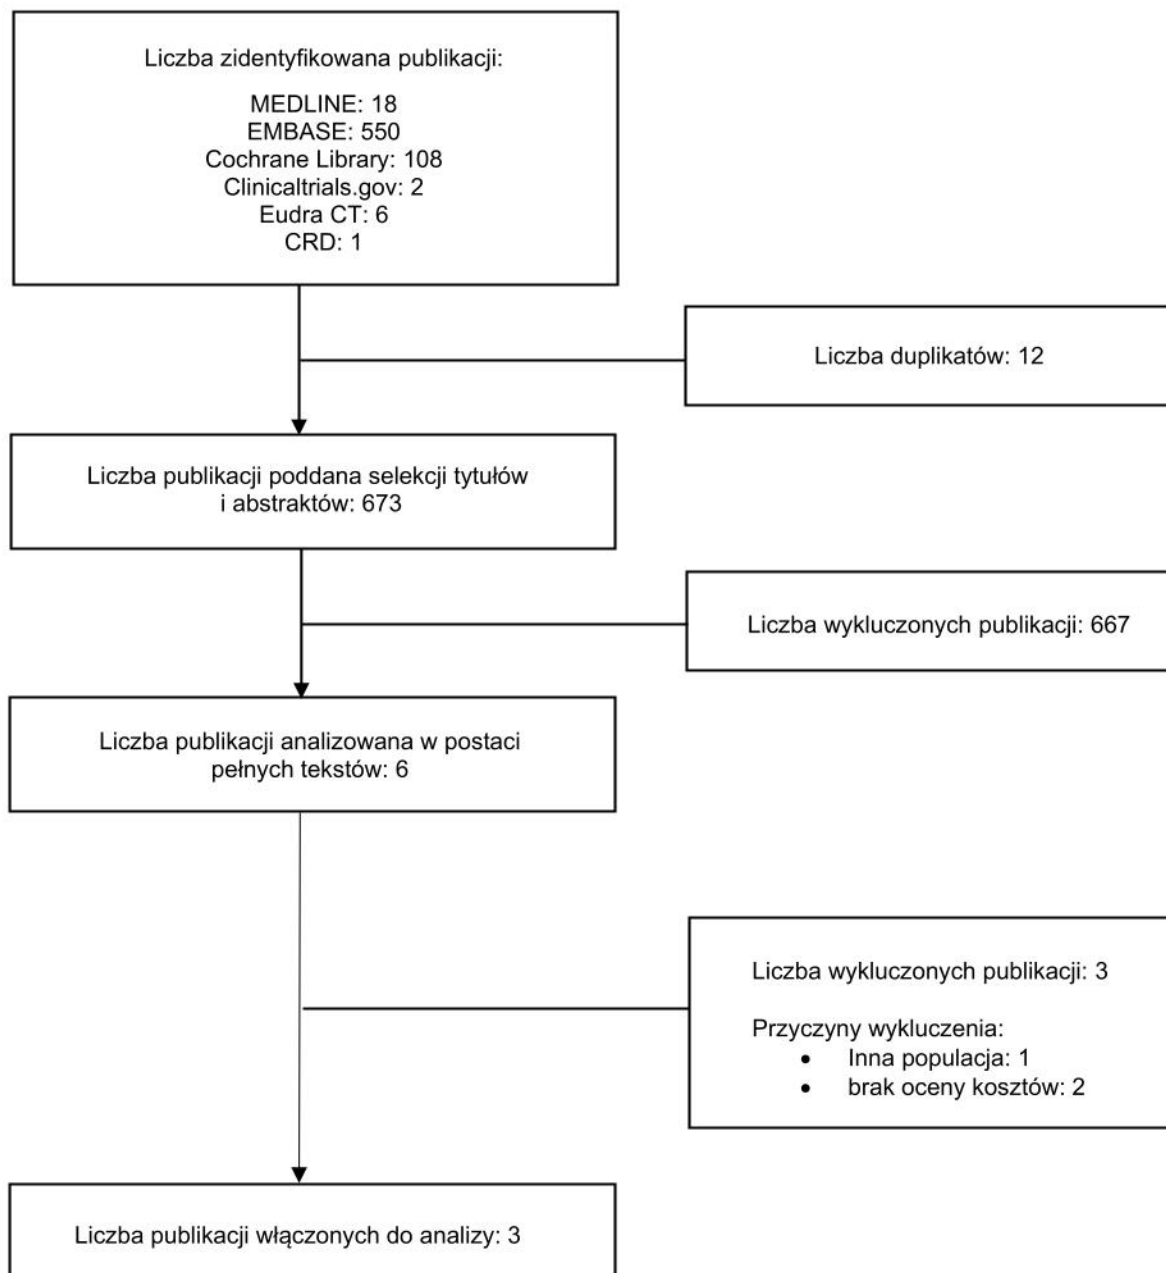 Liczba zidentyfikowana publikacji:
MEDLINE: 18
EMBASE: 550
Cochrane Library: 108
Clinicaltrials.gov: 2
Eudra CT: 6
CRD: 1
Liczba duplikatów: 12
Liczba publikacji poddana selekcji tytułów
i abstraktów: 673
Liczba wykluczonych publikacji: 667
Liczba publikacji analizowana w postaci
pełnych tekstów: 6
Liczba wykluczonych publikacji: 3
Przyczyny wykluczenia:
• Inna populacja: 1
• brak oceny kosztów: 2
Liczba publikacji włączonych do analizy: 3